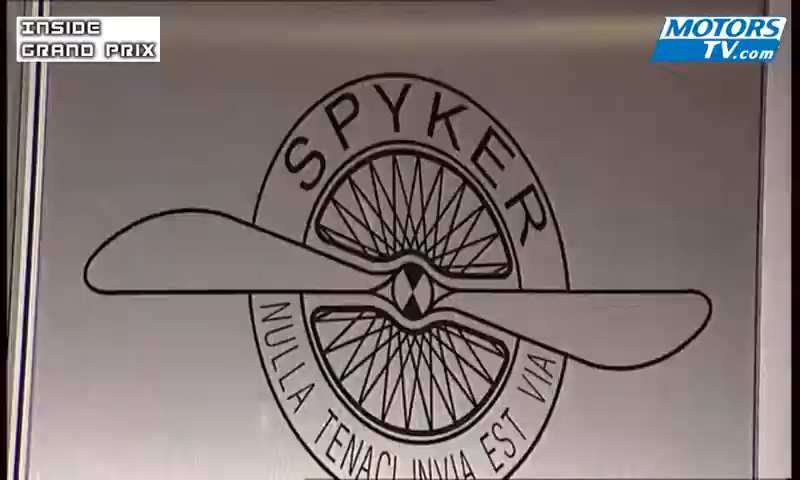 INSIDE
GRAND PRIX
MOTORS
TV.com
SPYKER
NULLA TENACI INVIA EST VIA